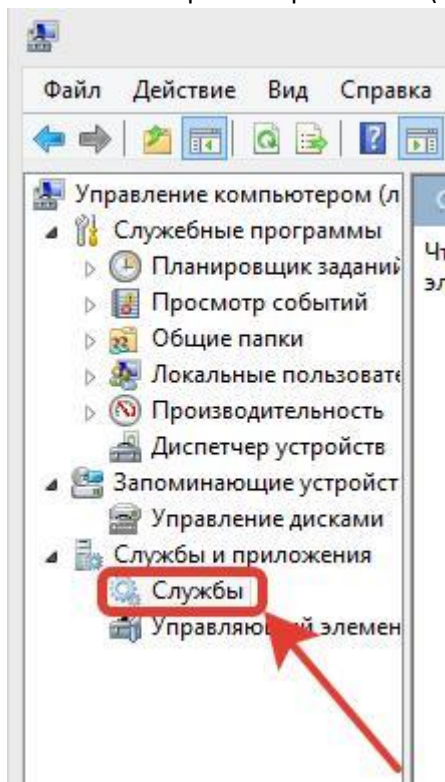 Файл Действие Вид Справка
Управление компьютером (л
Служебные программы
Планировщик заданий
Просмотр событий
Общие папки
Локальные пользовате
Производительность
Диспетчер устройств
Запоминающие устройст
Управление дисками
Службы и приложения
Службы
элемен
Чт
эл